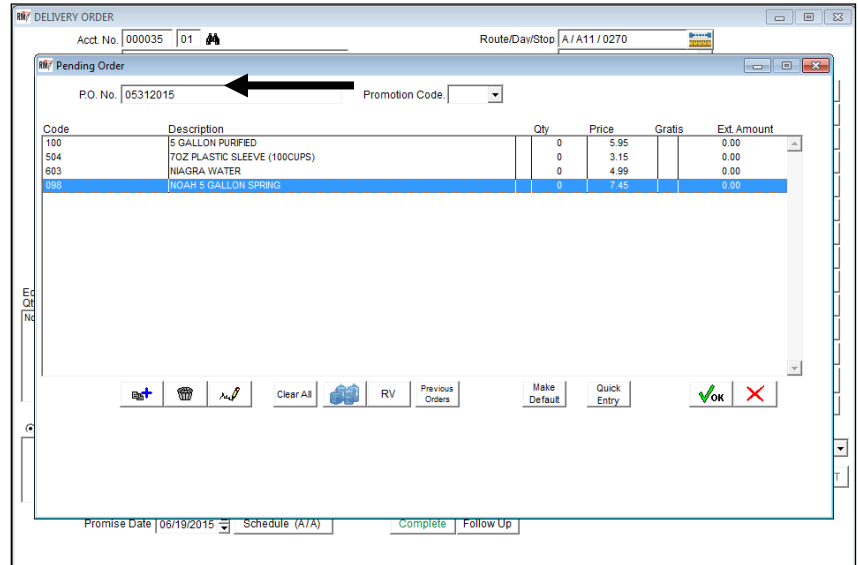 RMA DELIVERY ORDER
Acct. No. 000035 01 Route/Day/Stop A / A11 / 0270
Pending Order
P.O. No. 05312015 Promotion Code.
Code Description Qty Price Gratis Ext. Amount
100 5 GALLON PURIFIED 0 5.95 0.00
504 7OZ PLASTIC SLEEVE (100CUPS) 0 3.15 0.00
603 NIAGRA WATER 0 4.99 0.00
098 NOAH 5 GALLON SPRING 0 7.45 0.00
Clear All RV Previous Orders Make Default Quick Entry OK
Promise Date 06/19/2015 Schedule (A/A) Complete Follow Up